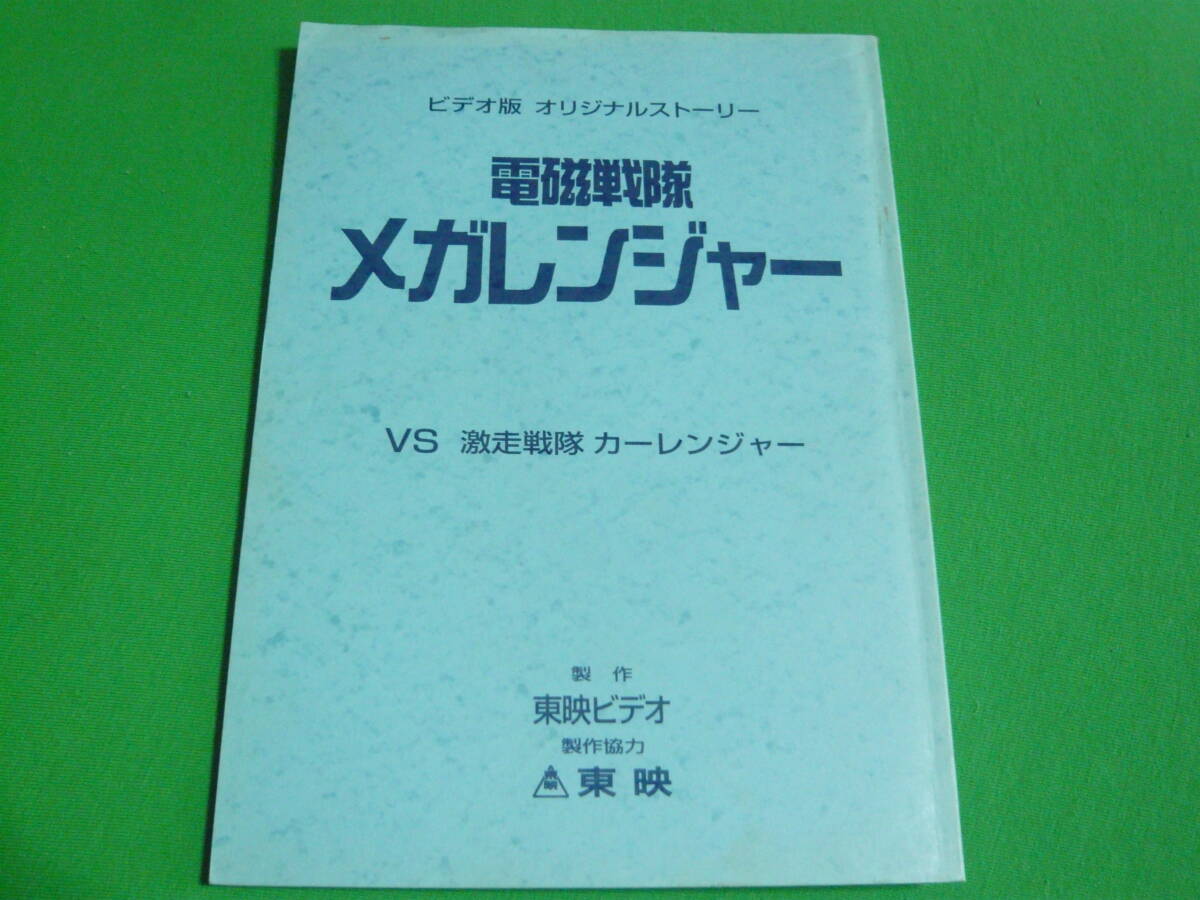 ビデオ版 オリジナルストーリー
電磁戦隊
メガレンジャー
VS 激走戦隊 カーレンジャー
製 作
東映ビデオ
製作協力
東映 東 映